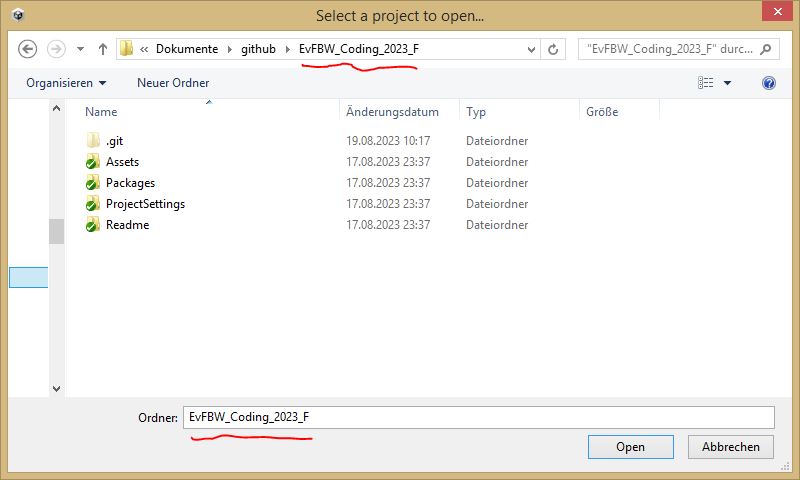 Select a project to open...
« Dokumente github EvFBW_Coding_2023_F "EvFBW_Coding_2023_F" durc...
Organisieren Neuer Ordner
Name Änderungsdatum Typ Größe
.git 19.08.2023 10:17 Dateiordner
Assets 17.08.2023 23:37 Dateiordner
Packages 17.08.2023 23:37 Dateiordner
ProjectSettings 17.08.2023 23:37 Dateiordner
Readme 17.08.2023 23:37 Dateiordner
Ordner: EvFBW_Coding_2023_F
Open Abbrechen